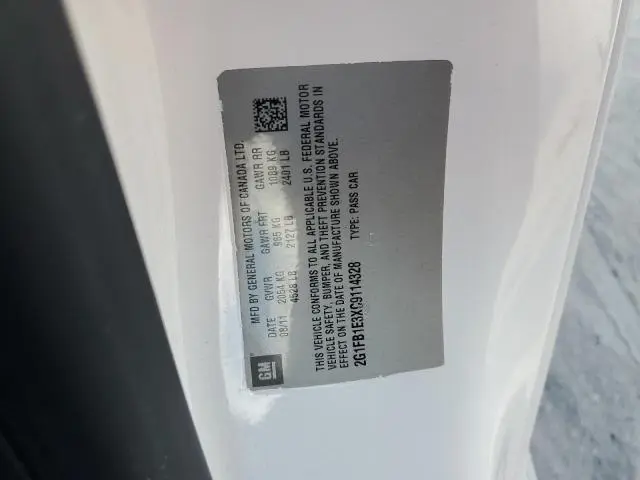 GM
MFD BY GENERAL MOTORS OF CANADA LTD.
DATE GVWR GAWR FRT GAWR RR
08/11 2054 KG 965 KG 1089 KG
4528 LB 2127 LB 2401 LB
THIS VEHICLE CONFORMS TO ALL APPLICABLE U.S. FEDERAL MOTOR
VEHICLE SAFETY, BUMPER, AND THEFT PREVENTION STANDARDS IN
EFFECT ON THE DATE OF MANUFACTURE SHOWN ABOVE.
2G1FB1E3XC9114328 TYPE: PASS CAR